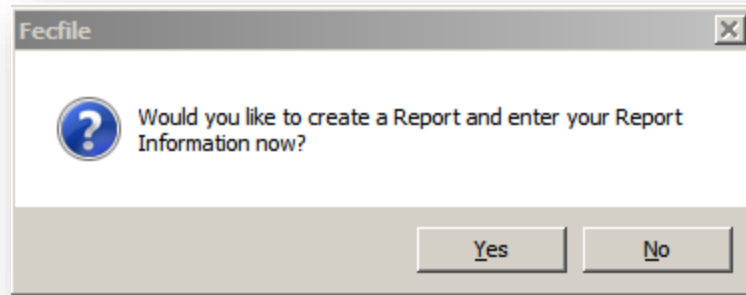 Fecfile
Would you like to create a Report and enter your Report
Information now?
Yes
No